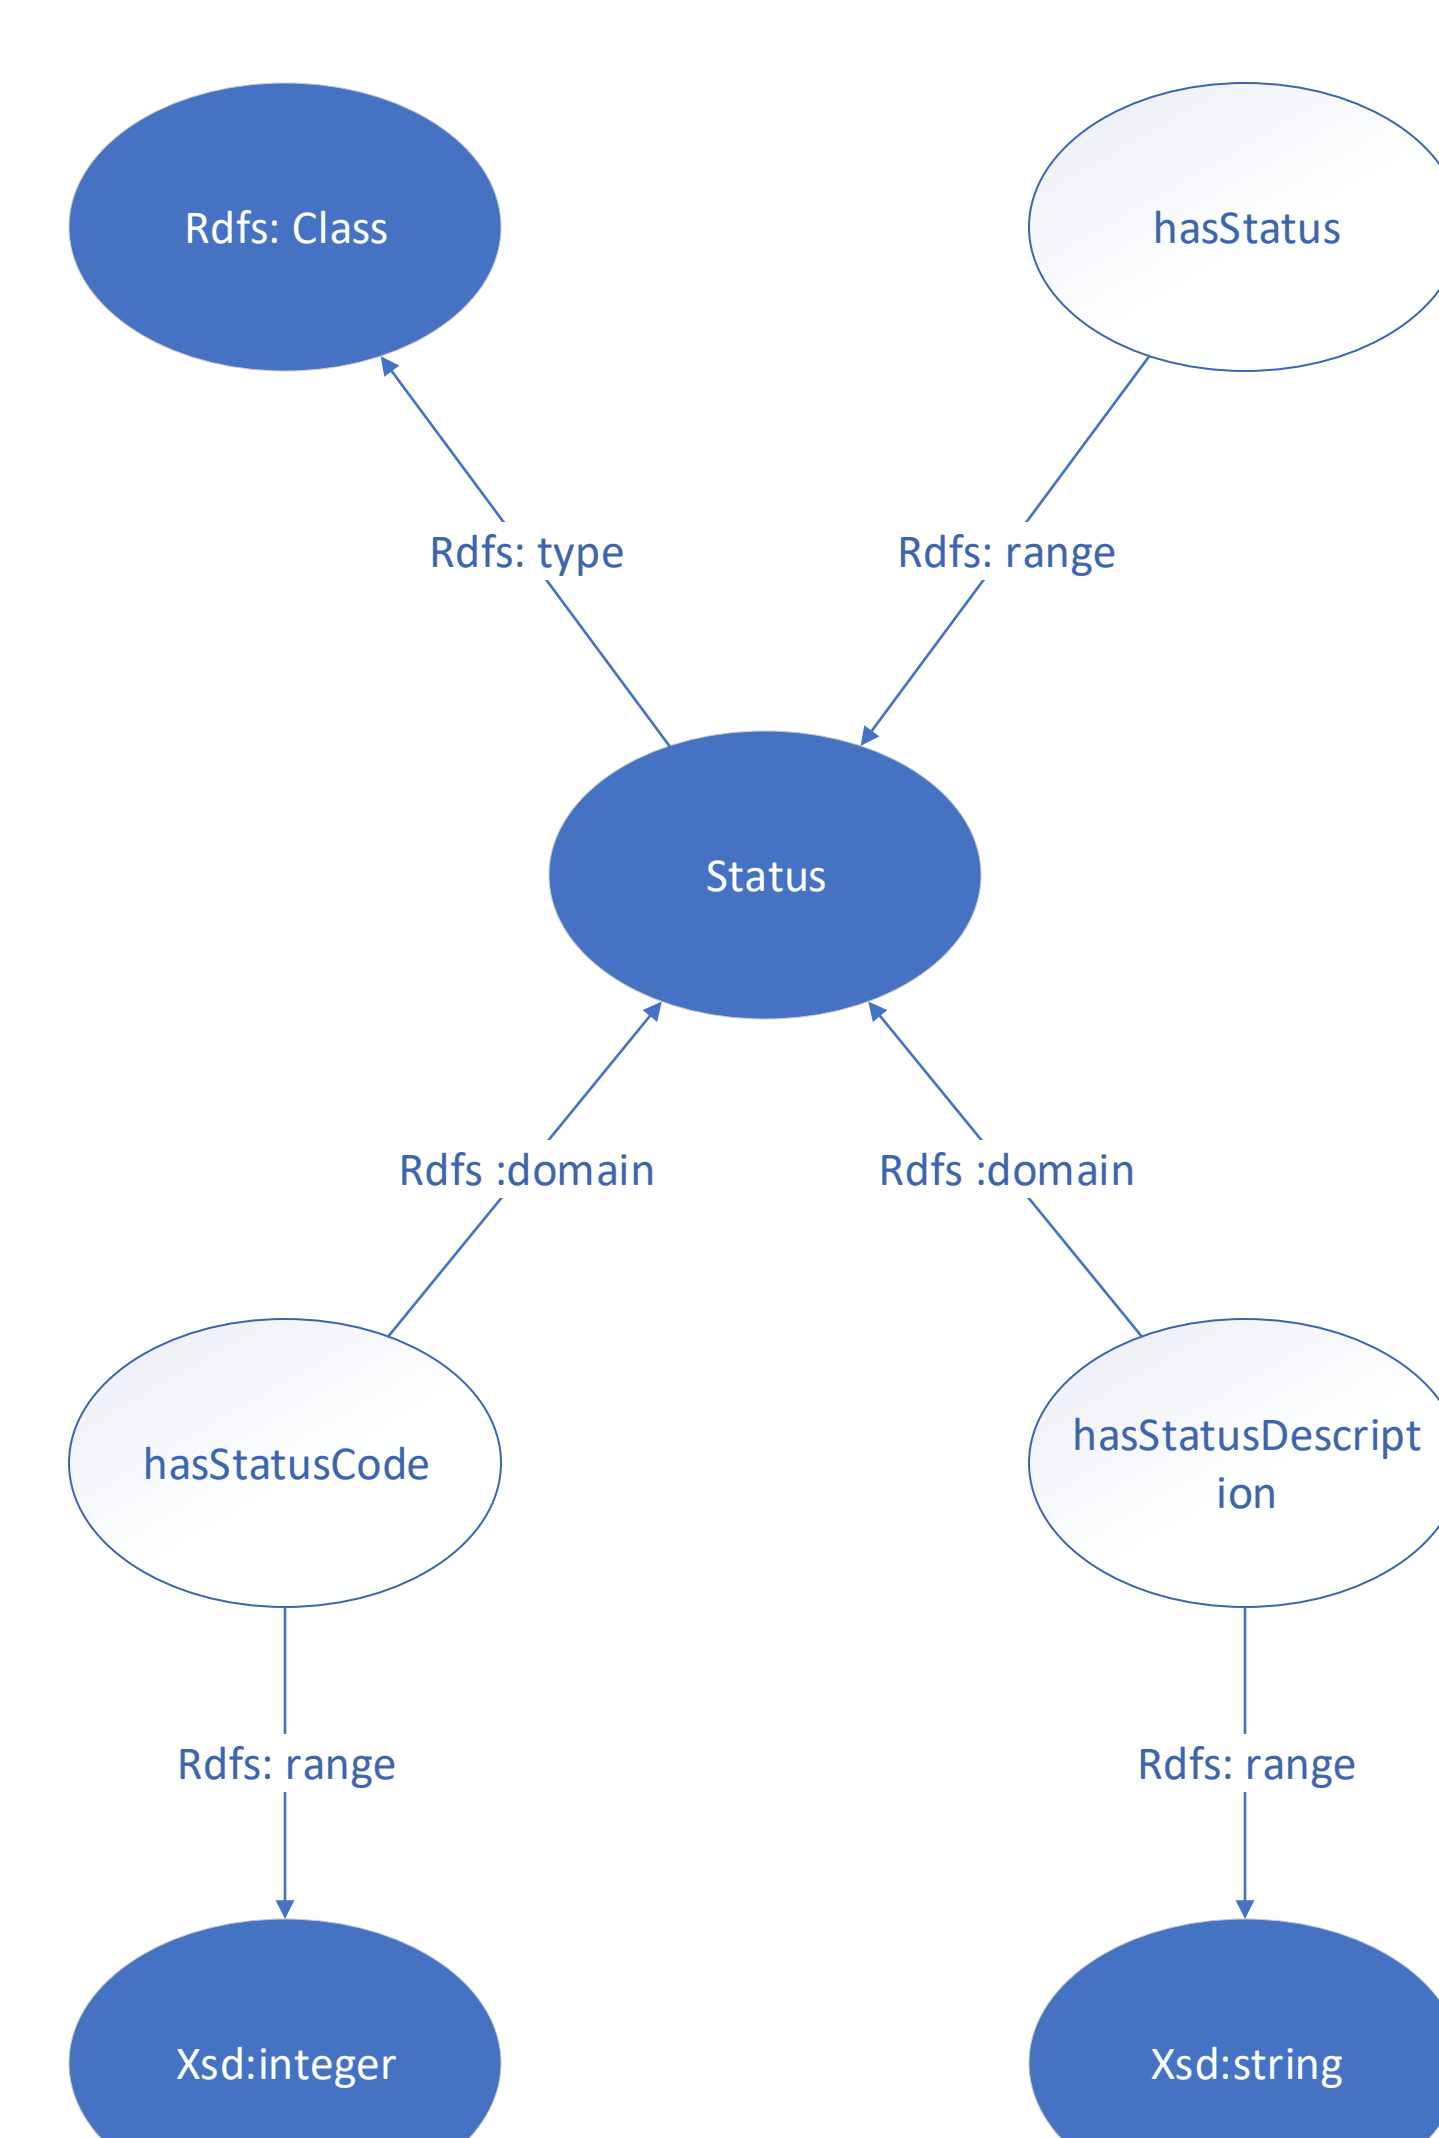 Rdfs: Class
hasStatus
Rdfs: type
Rdfs: range
Status
Rdfs :domain
Rdfs :domain
hasStatusCode
hasStatusDescript
ion
Rdfs: range
Rdfs: range
Xsd:integer
Xsd:string